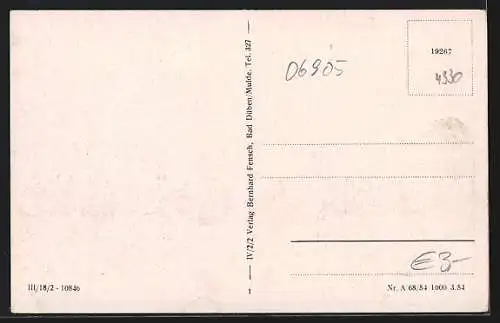 06905
19267
4330
IV/2/2 Verlag Bernhard Fensch, Bad Düben/Mulde, Tel. 327
€3-
III/18/2 - 10846
Nr. A 68/54 1000 3.54